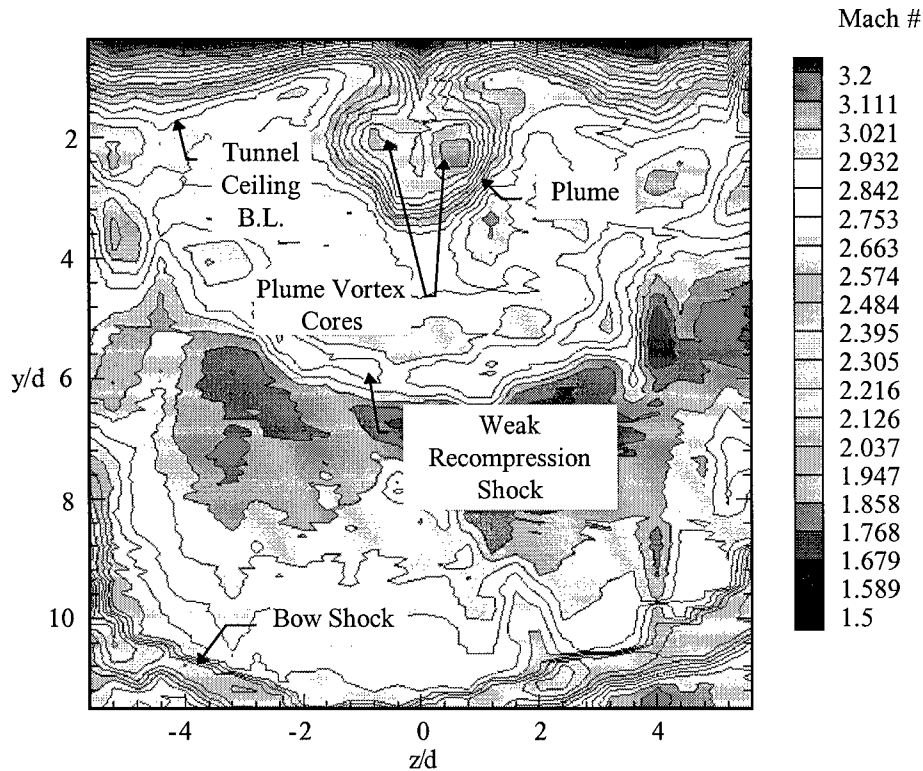 Mach #
3.2
3.111
3.021
2.932
2.842
2.753
2.663
2.574
2.484
2.395
2.305
2.216
2.126
2.037
1.947
1.858
1.768
1.679
1.589
1.5
2
4
y/d 6
8
10
Tunnel
Ceiling
B.L.
Plume
Plume Vortex
Cores
Weak
Recompression
Shock
Bow Shock
-4 -2 0 2 4
z/d